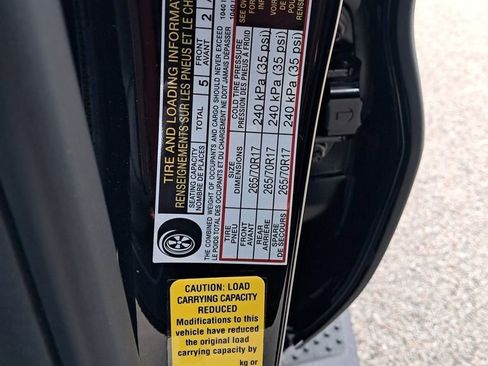 TIRE AND LOADING INFORMAT
RENSEIGNEMENTS SUR LES PNEUS ET LE CH
SEATING CAPACITY
NOMBRE DE PLACES
TOTAL 5 FRONT
AVANT 2
THE COMBINED WEIGHT OF OCCUPANTS AND CARGO SHOULD NEVER EXCEED
LE POIDS TOTAL DES OCCUPANTS ET DU CHARGEMENT NE DOIT JAMAIS DÉPASSER
TIRE
PNEU
SIZE
DIMENSIONS
COLD TIRE PRESSURE
PRESSION DES PNEUS À FROID
FRONT
AVANT
265/70R17 240 kPa (35 psi)
REAR
ARRIÈRE
265/70R17 240 kPa (35 psi)
SPARE
DE SECOURS
265/70R17 240 kPa (35 psi)
CAUTION: LOAD
CARRYING CAPACITY
REDUCED
Modifications to this
vehicle have reduced
the original load
carrying capacity by
kg or